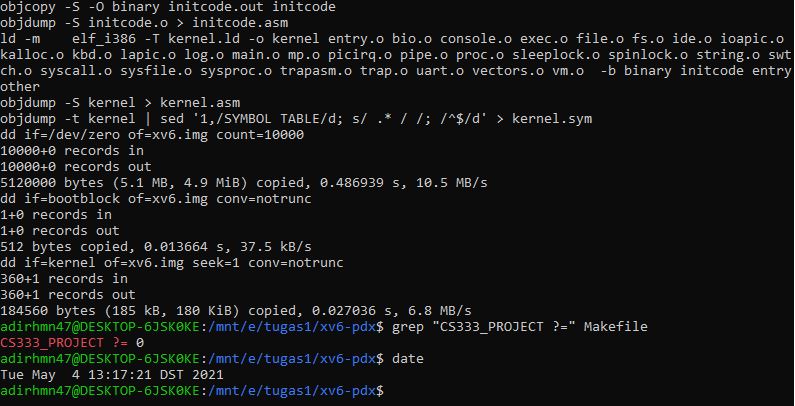 objcopy -S -O binary initcode.out initcode
objdump -S initcode.o > initcode.asm
ld -m    elf_i386 -T kernel.ld -o kernel entry.o bio.o console.o exec.o file.o fs.o ide.o ioapic.o
kalloc.o kbd.o lapic.o log.o main.o mp.o picirq.o pipe.o proc.o sleeplock.o spinlock.o string.o swt
ch.o syscall.o sysfile.o sysproc.o trapasm.o trap.o uart.o vectors.o vm.o  -b binary initcode entry
other
objdump -S kernel > kernel.asm
objdump -t kernel | sed '1,/SYMBOL TABLE/d; s/ .* / /; /^$/d' > kernel.sym
dd if=/dev/zero of=xv6.img count=10000
10000+0 records in
10000+0 records out
5120000 bytes (5.1 MB, 4.9 MiB) copied, 0.486939 s, 10.5 MB/s
dd if=bootblock of=xv6.img conv=notrunc
1+0 records in
1+0 records out
512 bytes copied, 0.013664 s, 37.5 kB/s
dd if=kernel of=xv6.img seek=1 conv=notrunc
360+1 records in
360+1 records out
184560 bytes (185 kB, 180 KiB) copied, 0.027036 s, 6.8 MB/s
adirhmn47@DESKTOP-6JSK0KE:/mnt/e/tugas1/xv6-pdx$ grep "CS333_PROJECT ?=" Makefile
CS333_PROJECT ?= 0
adirhmn47@DESKTOP-6JSK0KE:/mnt/e/tugas1/xv6-pdx$ date
Tue May  4 13:17:21 DST 2021
adirhmn47@DESKTOP-6JSK0KE:/mnt/e/tugas1/xv6-pdx$